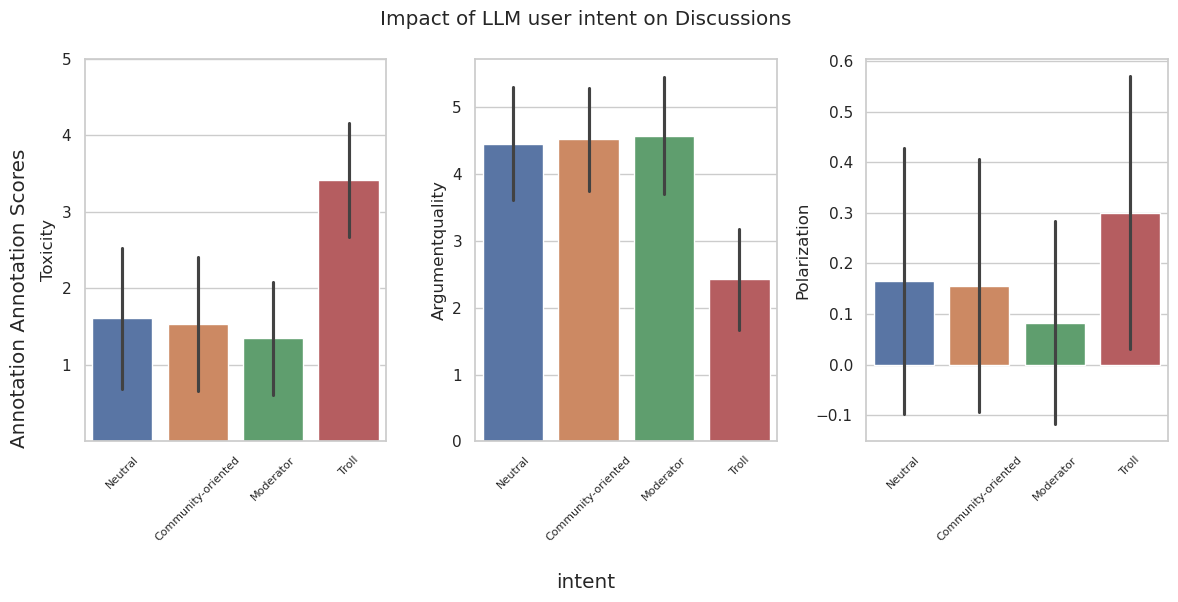 Impact of LLM user intent on Discussions
Annotation Annotation Scores
Toxicity
5
4
3
2
1
Neutral
Community-oriented
Moderator
Troll
Argumentquality
5
4
3
2
1
0
Neutral
Community-oriented
Moderator
Troll
Polarization
0.6
0.5
0.4
0.3
0.2
0.1
0.0
−0.1
Neutral
Community-oriented
Moderator
Troll
intent